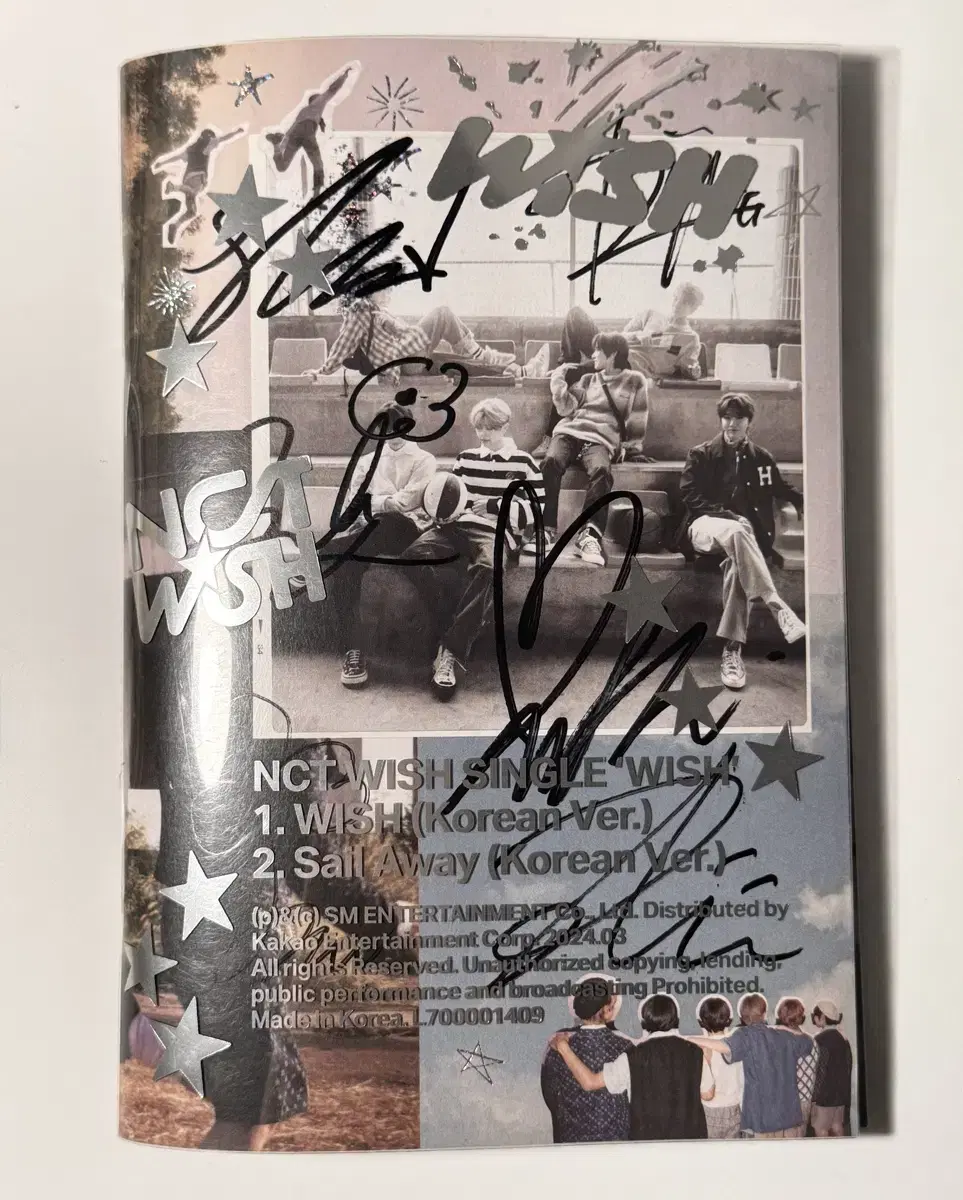 WISH
H
NCT
WISH
NCT WISH SINGLE 'WISH'
1. WISH (Korean Ver.)
2. Sail Away (Korean Ver.)
(p)&(c) SM ENTERTAINMENT Co., Ltd. Distributed by
Kakao Entertainment Corp. 2024.03
All rights Reserved. Unauthorized copying, lending,
public performance and broadcasting Prohibited.
Made in Korea. L700001409